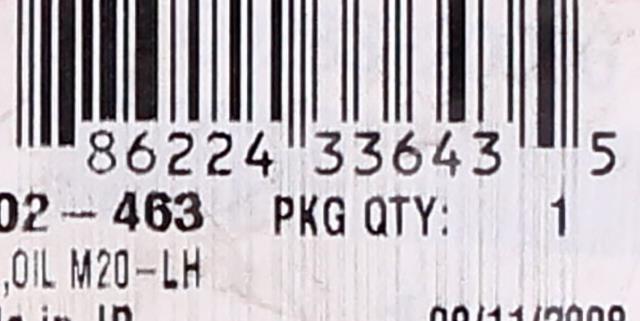 86224 33643 5
02-463 PKG QTY: 1
,OIL M20-LH